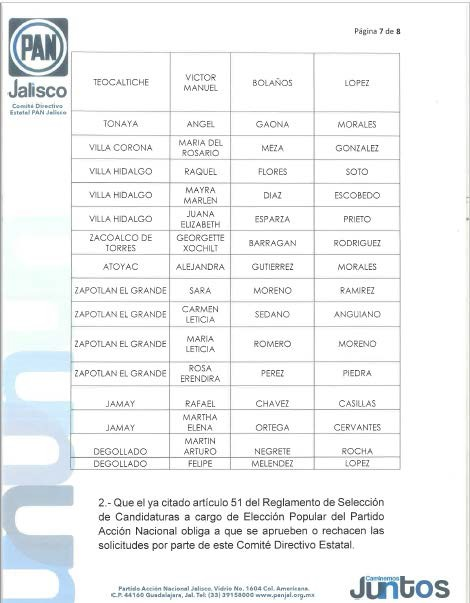 Página 7 de 8
PAN
Jalisco
Comité Directivo
Estatal PAN Jalisco
TEOCALTICHE VICTOR MANUEL BOLAÑOS LOPEZ
TONAYA ANGEL GAONA MORALES
VILLA CORONA MARIA DEL ROSARIO MEZA GONZALEZ
VILLA HIDALGO RAQUEL FLORES SOTO
VILLA HIDALGO MAYRA MARLEN DIAZ ESCOBEDO
VILLA HIDALGO JUANA ELIZABETH ESPARZA PRIETO
ZACOALCO DE TORRES GEORGETTE XOCHILT BARRAGAN RODRIGUEZ
ATOYAC ALEJANDRA GUTIERREZ MORALES
ZAPOTLAN EL GRANDE SARA MORENO RAMIREZ
ZAPOTLAN EL GRANDE CARMEN LETICIA SEDANO ANGUIANO
ZAPOTLAN EL GRANDE MARIA LETICIA ROMERO MORENO
ZAPOTLAN EL GRANDE ROSA ERENDIRA PEREZ PIEDRA
JAMAY RAFAEL CHAVEZ CASILLAS
JAMAY MARTHA ELENA ORTEGA CERVANTES
DEGOLLADO MARTIN ARTURO NEGRETE ROCHA
DEGOLLADO FELIPE MELENDEZ LOPEZ
2.- Que el ya citado artículo 51 del Reglamento de Selección
de Candidaturas a cargo de Elección Popular del Partido
Acción Nacional obliga a que se aprueben o rechacen las
solicitudes por parte de este Comité Directivo Estatal.
Partido Acción Nacional Jalisco, Vidrio No. 1604 Col. Americana,
C.P. 44160 Guadalajara, Jal. Tel: (33) 39158000 www.panjal.org.mx
Caminemos
Juntos